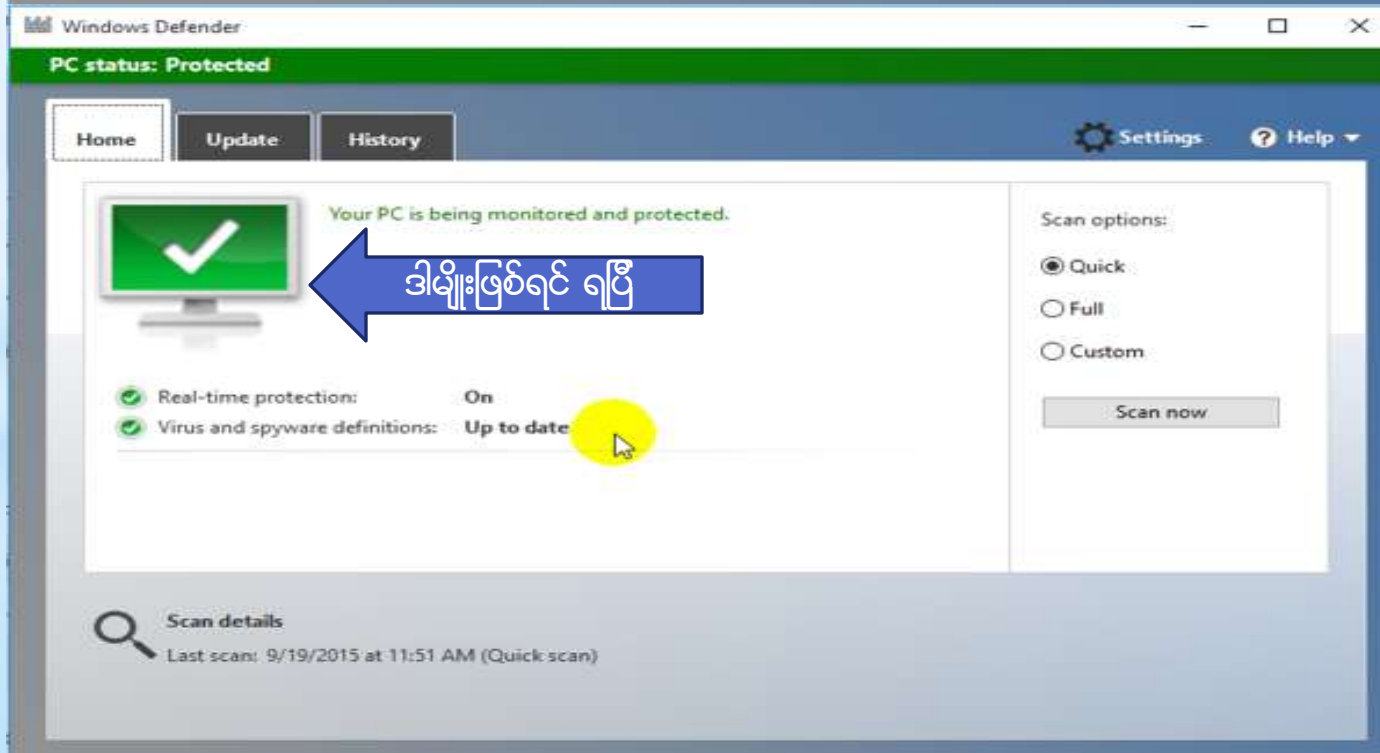 Windows Defender
PC status: Protected
Home Update History Settings Help
Your PC is being monitored and protected.
ဒါမျိုးဖြစ်ရင် ရပြီ
Real-time protection: On
Virus and spyware definitions: Up to date
Scan options:
Quick
Full
Custom
Scan now
Scan details
Last scan: 9/19/2015 at 11:51 AM (Quick scan)